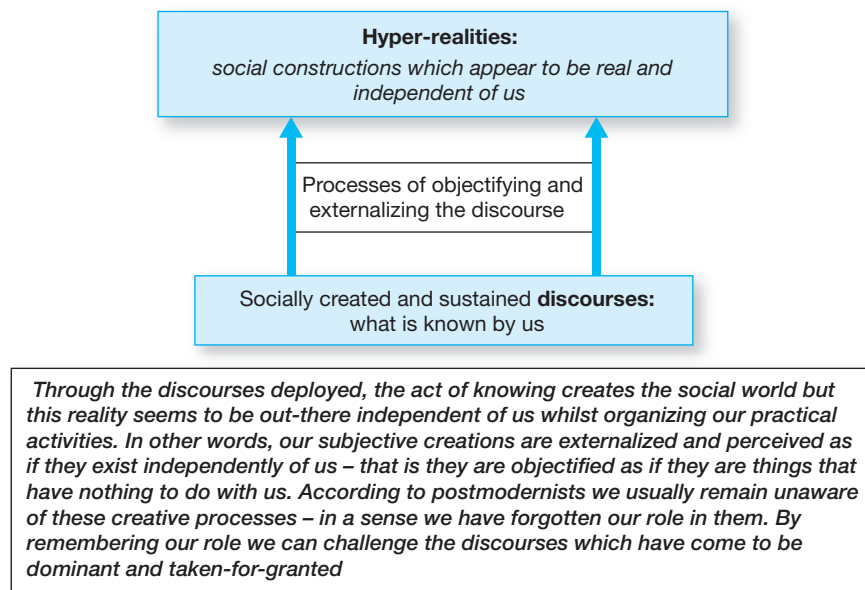 Hyper-realities:
social constructions which appear to be real and
independent of us
Processes of objectifying and
externalizing the discourse
Socially created and sustained discourses:
what is known by us
Through the discourses deployed, the act of knowing creates the social world but
this reality seems to be out-there independent of us whilst organizing our practical
activities. In other words, our subjective creations are externalized and perceived as
if they exist independently of us – that is they are objectified as if they are things that
have nothing to do with us. According to postmodernists we usually remain unaware
of these creative processes – in a sense we have forgotten our role in them. By
remembering our role we can challenge the discourses which have come to be
dominant and taken-for-granted